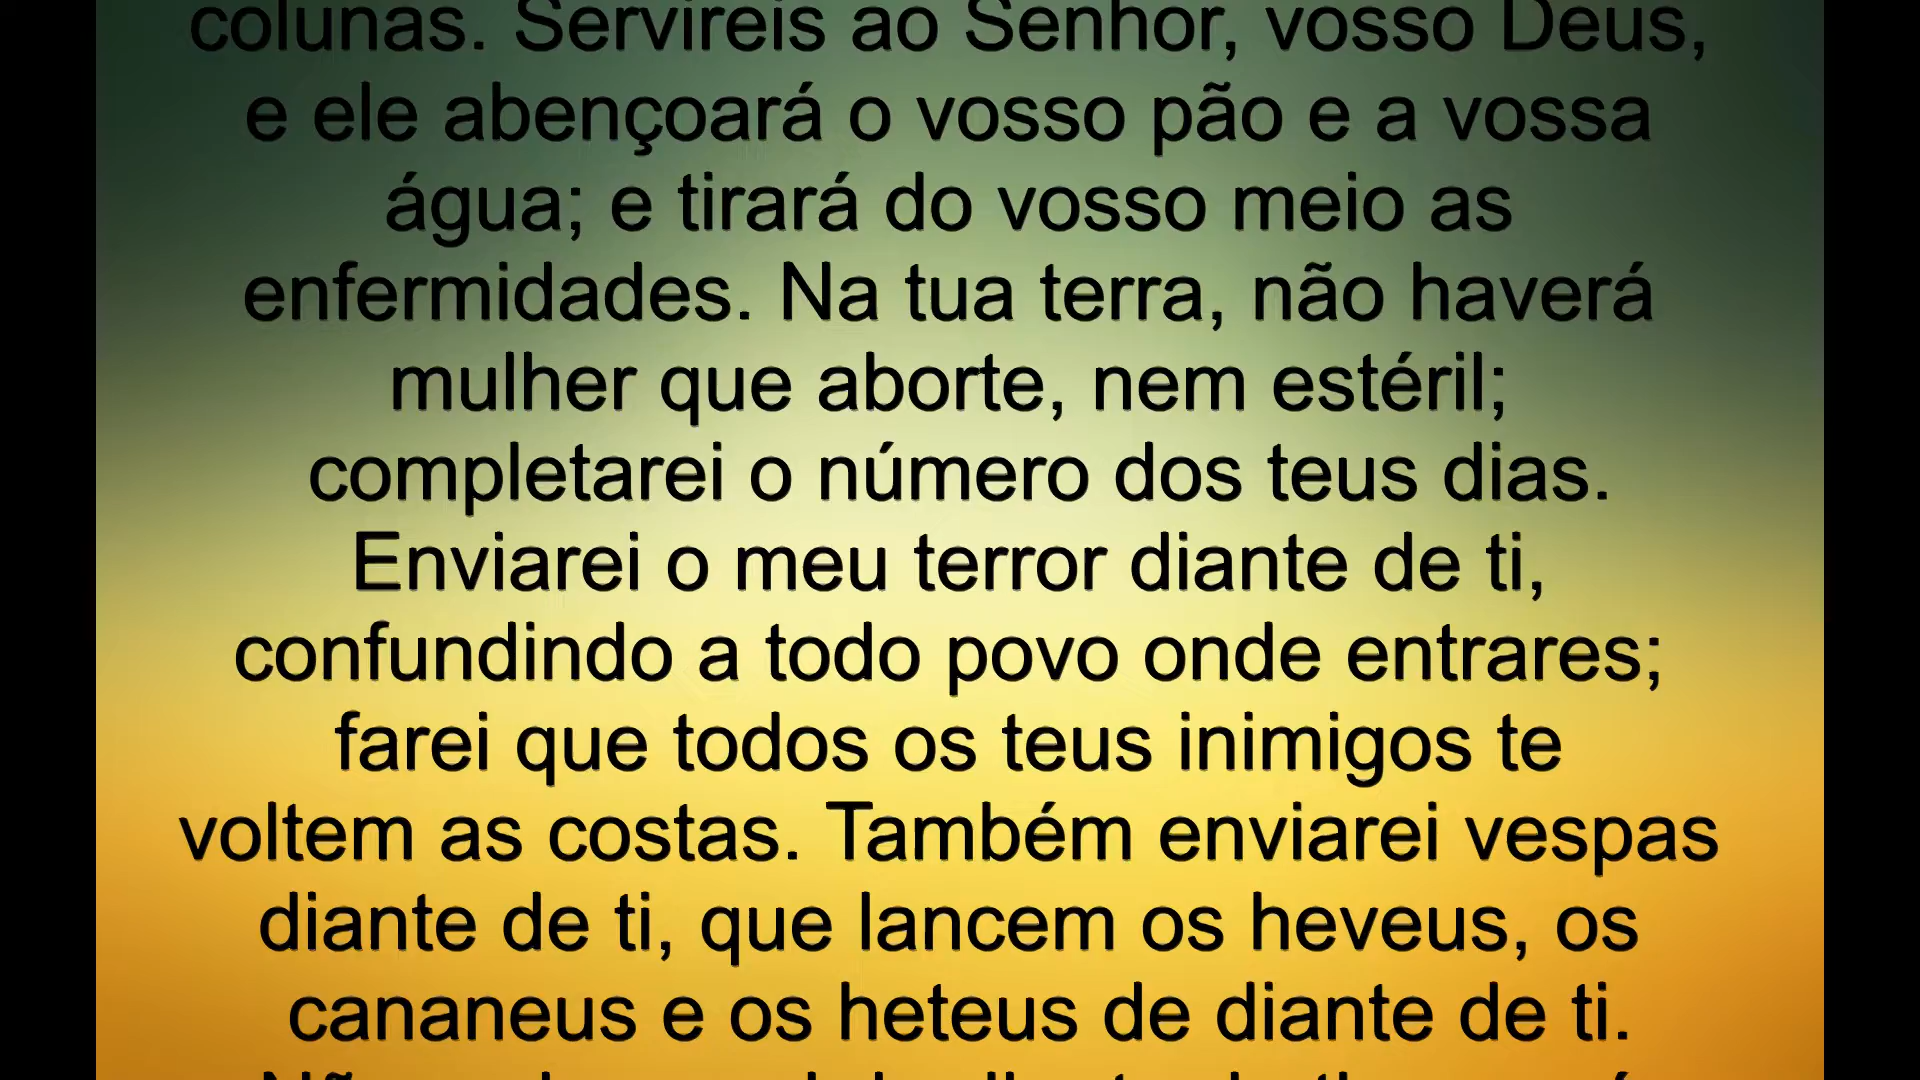 colunas. Servireis ao Senhor, vosso Deus,
e ele abençoará o vosso pão e a vossa
água; e tirará do vosso meio as
enfermidades. Na tua terra, não haverá
mulher que aborte, nem estéril;
completarei o número dos teus dias.
Enviarei o meu terror diante de ti,
confundindo a todo povo onde entrares;
farei que todos os teus inimigos te
voltem as costas. Também enviarei vespas
diante de ti, que lancem os heveus, os
cananeus e os heteus de diante de ti.